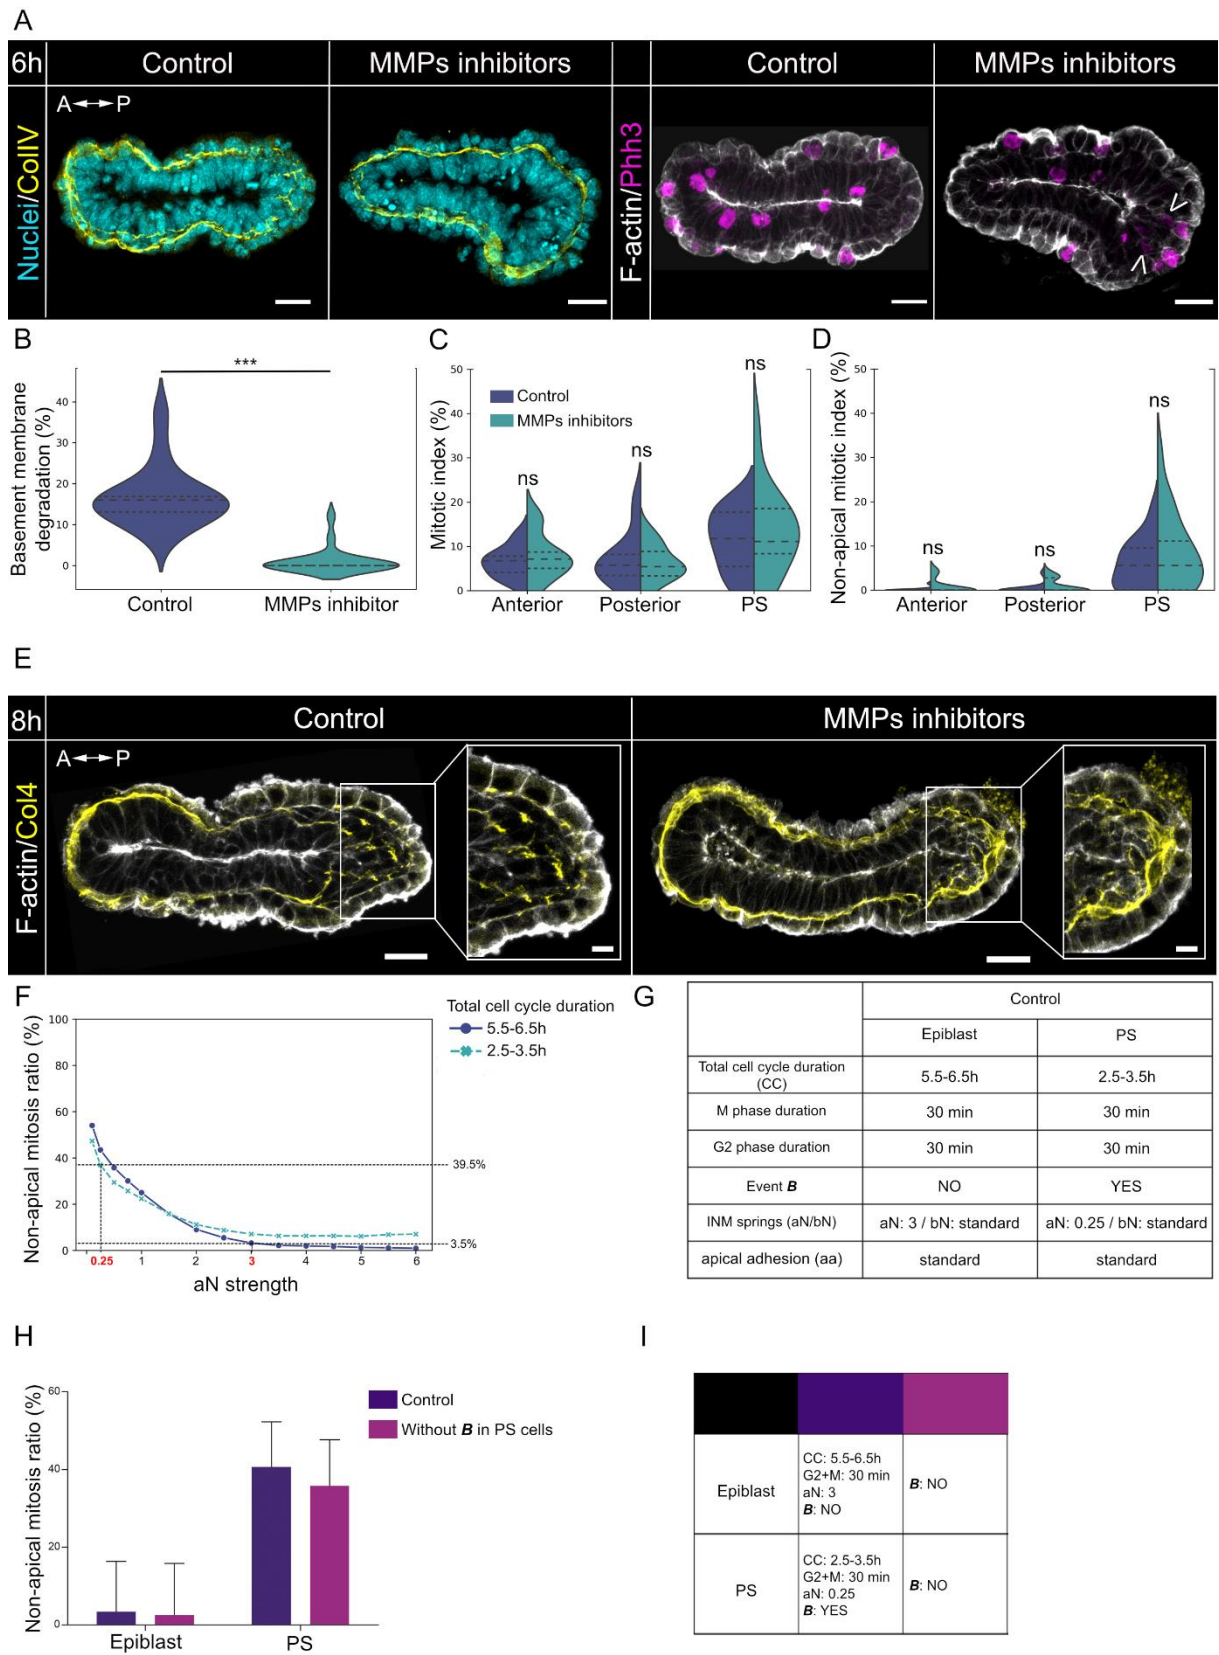 A
6h
Control
MMPs inhibitors
Control
MMPs inhibitors
A P
Nuclei/ColIV
F-actin/Phh3
B
C
D
***
Basement membrane
degradation (%)
40
30
20
10
0
Control
MMPs inhibitor
Mitotic index (%)
50
40
30
20
10
0
Control
MMPs inhibitors
ns
ns
ns
Anterior
Posterior
PS
Non-apical mitotic index (%)
50
40
30
20
10
0
ns
ns
ns
Anterior
Posterior
PS
E
8h
Control
MMPs inhibitors
A P
F-actin/Col4
F
Non-apical mitosis ratio (%)
100
80
60
40
20
0
0.25
1
2
3
4
5
6
aN strength
39.5%
3.5%
Total cell cycle duration
5.5-6.5h
2.5-3.5h
G
Control
Epiblast
PS
Total cell cycle duration
(CC)
5.5-6.5h
2.5-3.5h
M phase duration
30 min
30 min
G2 phase duration
30 min
30 min
Event B
NO
YES
INM springs (aN/bN)
aN: 3 / bN: standard
aN: 0.25 / bN: standard
apical adhesion (aa)
standard
standard
H
Non-apical mitosis ratio (%)
60
40
20
0
Epiblast
PS
Control
Without B in PS cells
I
Epiblast
CC: 5.5-6.5h
G2+M: 30 min
aN: 3
B: NO
B: NO
PS
CC: 2.5-3.5h
G2+M: 30 min
aN: 0.25
B: YES
B: NO